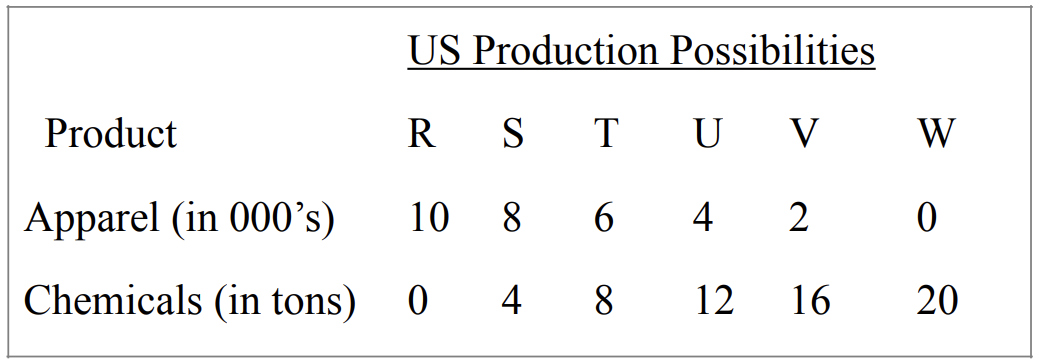 US Production Possibilities
Product R S T U V W
Apparel (in 000’s) 10 8 6 4 2 0
Chemicals (in tons) 0 4 8 12 16 20